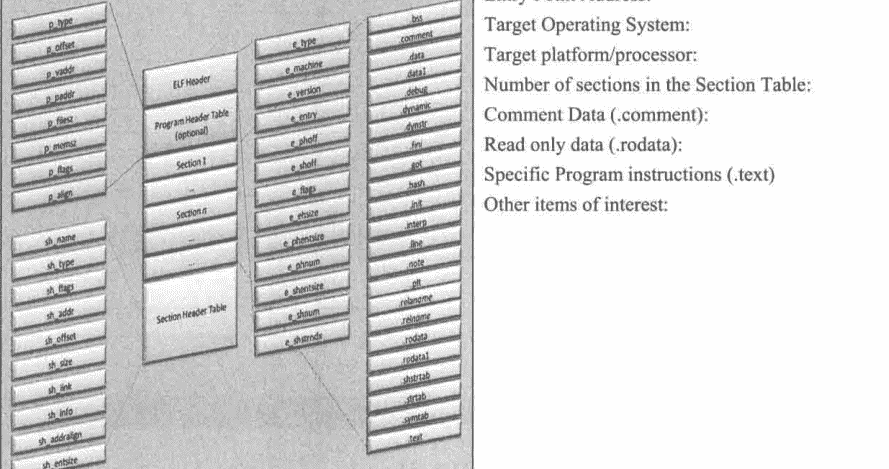 p_type
p_offset
p_vaddr
p_paddr
p_filesz
p_memsz
p_flags
p_align
sh_name
sh_type
sh_flags
sh_addr
sh_offset
sh_size
sh_link
sh_info
sh_addralign
sh_entsize
ELF Header
Program Header Table
(optional)
Section 1
...
Section n
...
...
Section Header Table
e_type
e_machine
e_version
e_entry
e_phoff
e_shoff
e_flags
e_ehsize
e_phentsize
e_phnum
e_shentsize
e_shnum
e_shstrndx
.bss
.comment
.data
.data1
.debug
.dynamic
.dynstr
.fini
.got
.hash
.init
.interp
.line
.note
.plt
.relaname
.relname
.rodata
.rodata1
.shstrtab
.strtab
.symtab
.text
Target Operating System:
Target platform/processor:
Number of sections in the Section Table:
Comment Data (.comment):
Read only data (.rodata):
Specific Program instructions (.text)
Other items of interest: